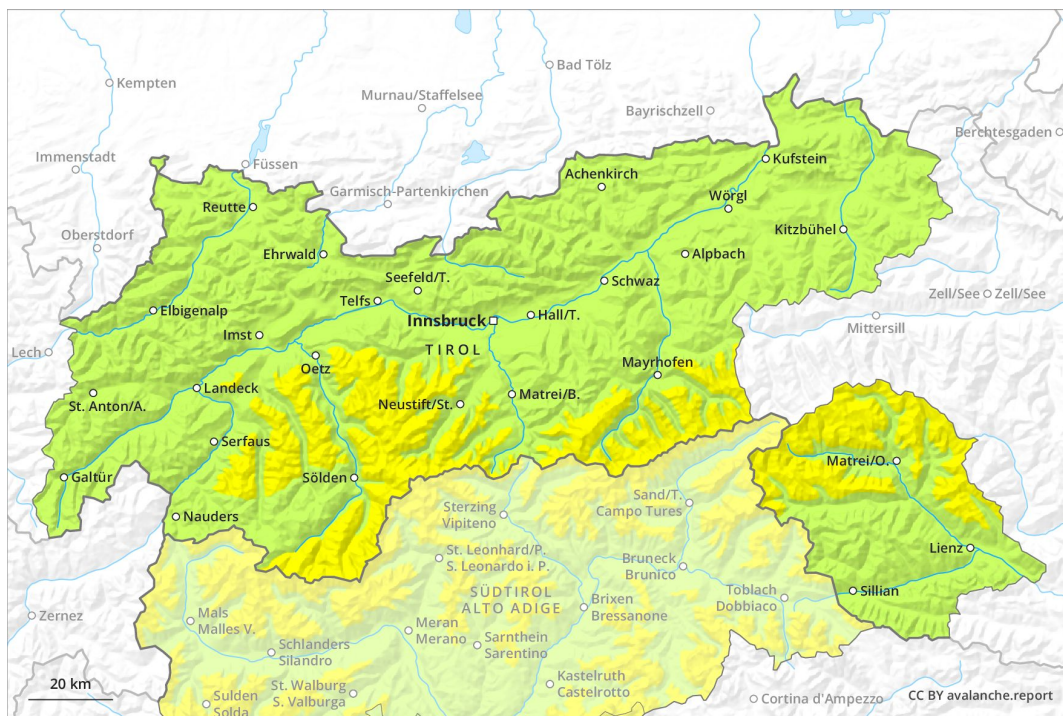 Kempten
Bad Tölz
Murnau/Staffelsee
Bayrischzell
Berchtesgaden
Immenstadt
Füssen
Kufstein
Garmisch-Partenkirchen
Achenkirch
Reutte
Wörgl
Oberstdorf
Kitzbühel
Ehrwald
Alpbach
Seefeld/T.
Schwaz
Zell/See
Zell/See
Telfs
Elbigenalp
Hall/T.
Innsbruck
Mittersill
Imst
TIROL
Lech
Oetz
Mayrhofen
Landeck
St. Anton/A.
Neustift/St.
Matrei/B.
Serfaus
Matrei/O.
Galtür
Sölden
Sand/T.
Campo Tures
Sterzing
Vipiteno
Nauders
Lienz
St. Leonhard/P.
S. Leonardo i. P.
Bruneck
Brunico
Toblach
Dobbiaco
Sillian
SÜDTIROL
ALTO ADIGE
Brixen
Bressanone
Zernez
Mals
Malles V.
Meran
Merano
Sarnthein
Sarentino
Schlanders
Silandro
Kastelruth
Castelrotto
20 km
St. Walburg
S. Valburga
Sulden
Solda
Cortina d'Ampezzo
CC BY avalanche.report